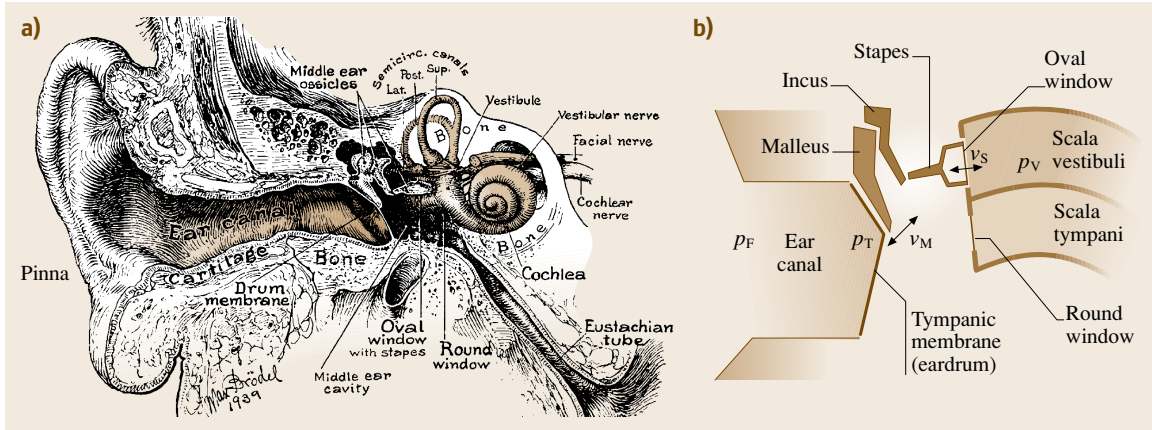 a)
Pinna
Middle ear
ossicles
Semicirc. canals
Post.
Sup.
Lat.
Vestibule
Vestibular nerve
Facial nerve
Cochlear
nerve
Bone
Ear canal
Cartilage
Bone
Drum
membrane
Oval
window
with stapes
Round
window
Middle ear
cavity
Bone
Cochlea
Eustachian
tube
Max Brödel
1939
b)
Stapes
Incus
Malleus
Oval
window
Scala
vestibuli
Scala
tympani
Round
window
Tympanic
membrane
(eardrum)
Ear
canal
pF
pT
vM
vS
pV